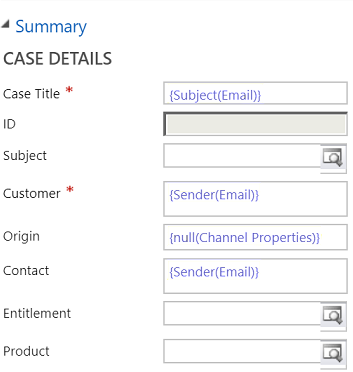 Summary
CASE DETAILS
Case Title * {Subject(Email)}
ID
Subject
Customer * {Sender(Email)}
Origin {null(Channel Properties)}
Contact {Sender(Email)}
Entitlement
Product